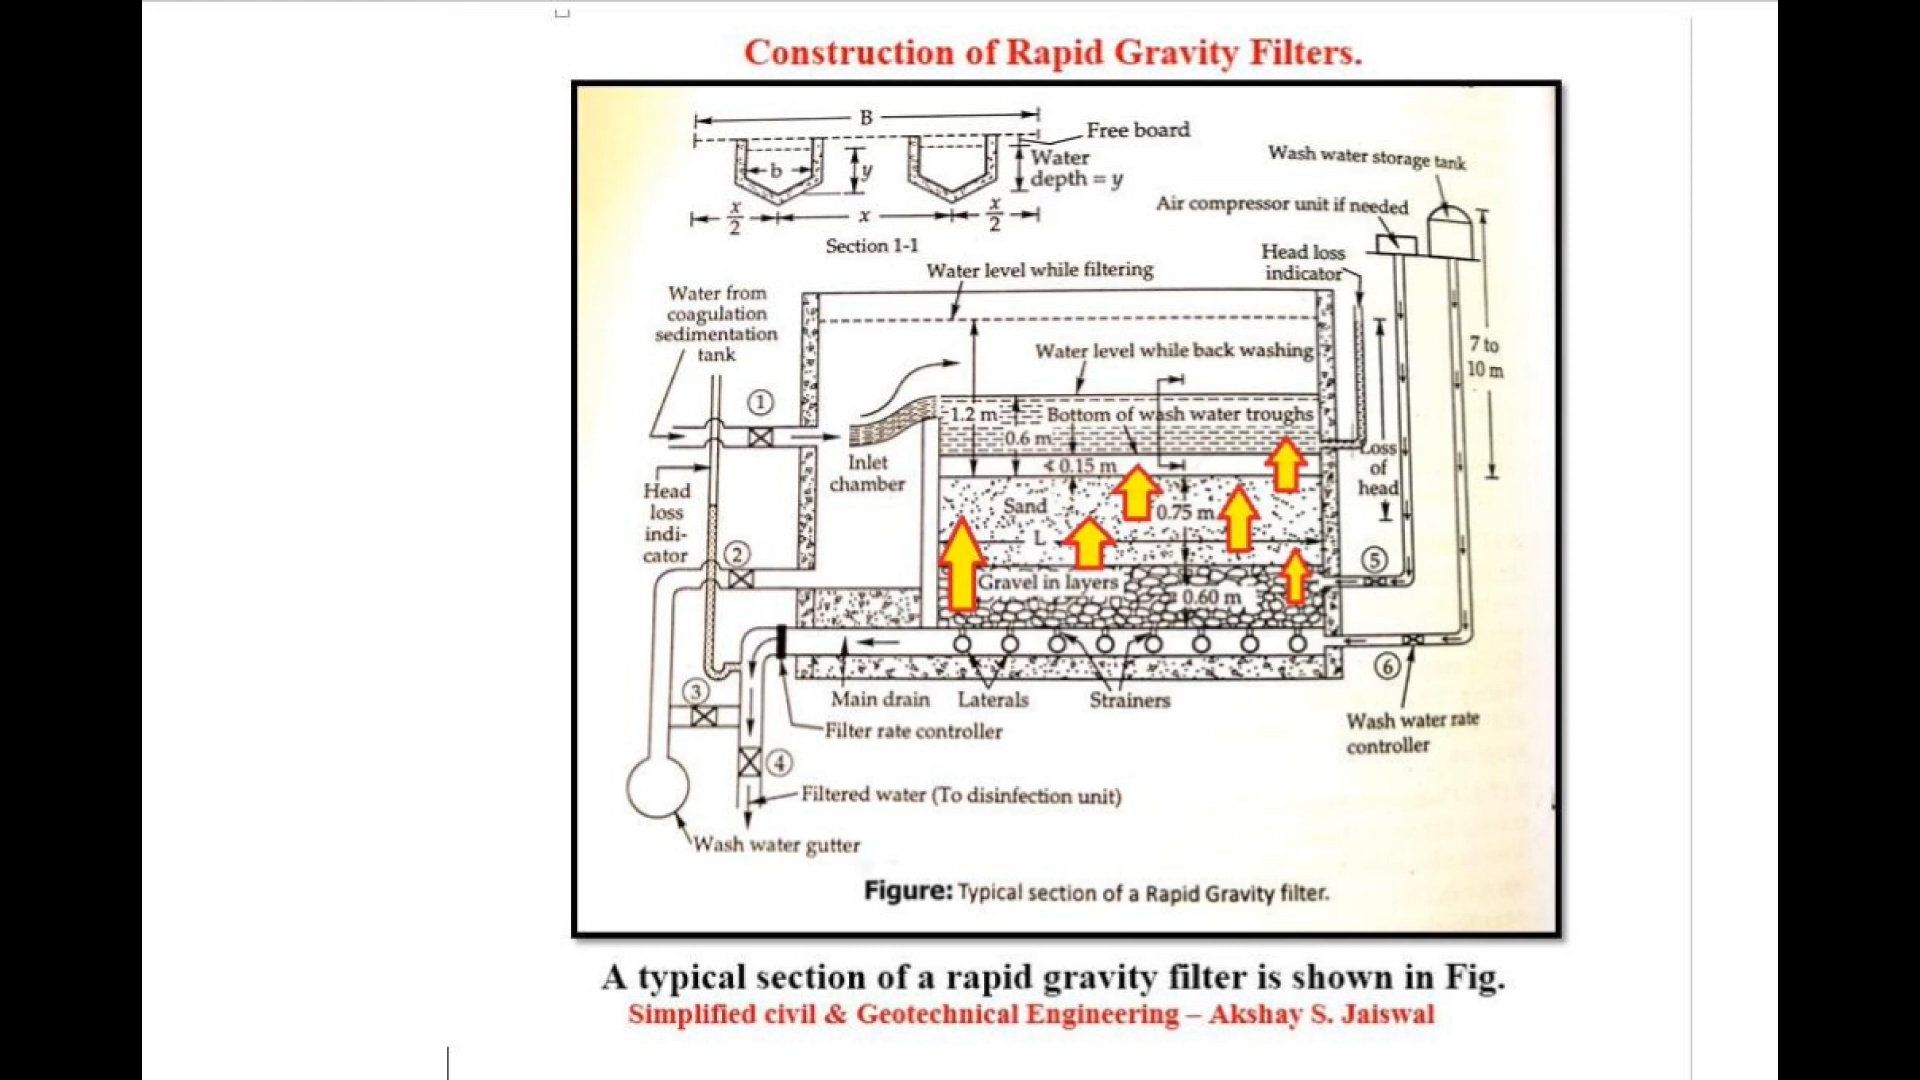 Construction of Rapid Gravity Filters.
B
Free board
Water
depth = y
b
y
x
2
x
x
2
Section 1-1
Wash water storage tank
Air compressor unit if needed
Head loss
indicator
Water level while filtering
Water from
coagulation
sedimentation
tank
Water level while back washing
7 to
10 m
1
1.2 m
Bottom of wash water troughs
0.6 m
Inlet
chamber
0.15 m
Loss
of
head
Head
loss
indi-
cator
Sand
0.75 m
L
2
5
Gravel in layers
0.60 m
6
3
Main drain
Laterals
Strainers
Filter rate controller
Wash water rate
controller
4
Filtered water (To disinfection unit)
Wash water gutter
Figure: Typical section of a Rapid Gravity filter.
A typical section of a rapid gravity filter is shown in Fig.
Simplified civil & Geotechnical Engineering – Akshay S. Jaiswal